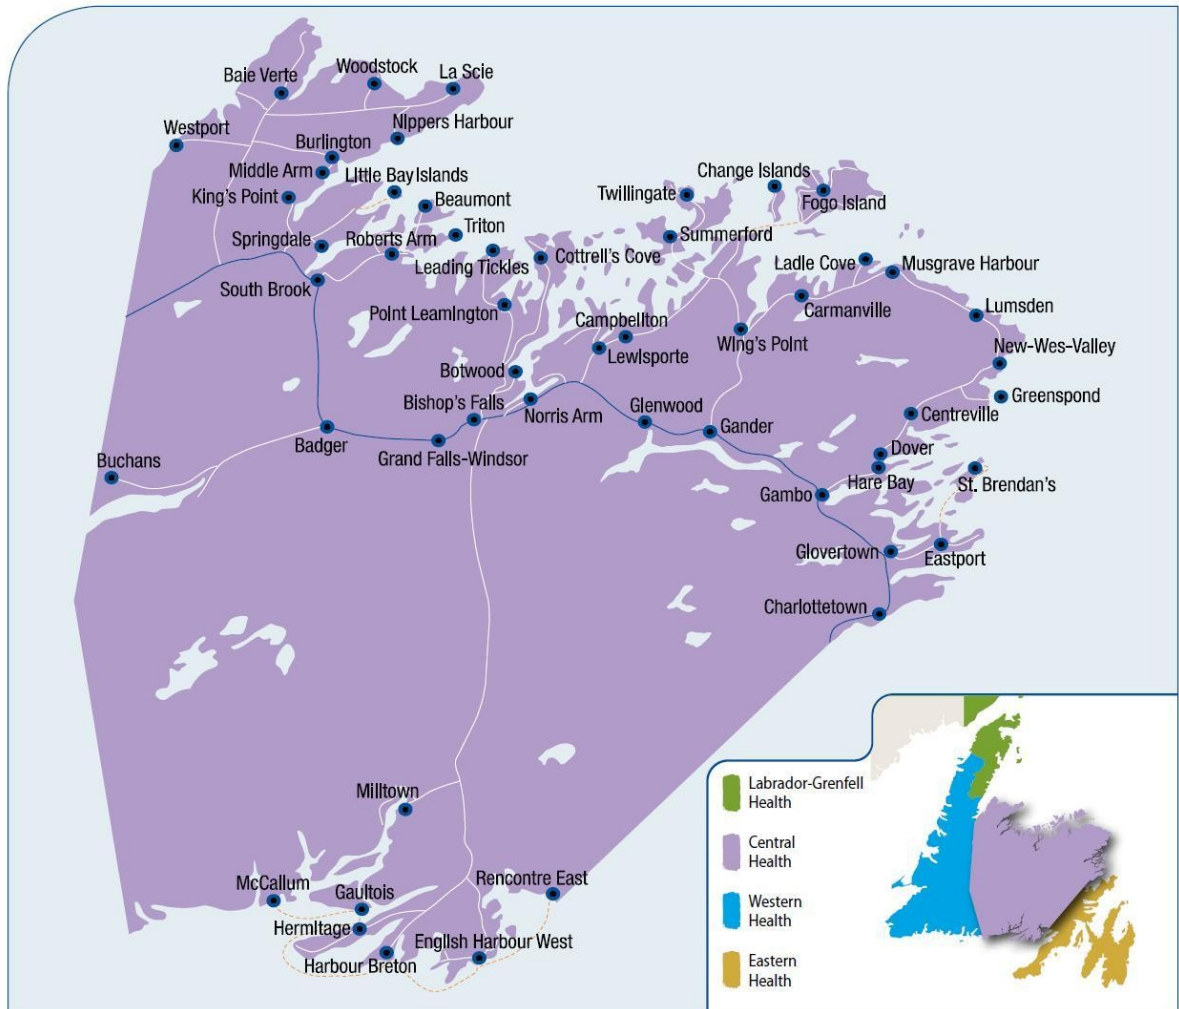 Baie Verte
Woodstock
La Scie
Westport
Nippers Harbour
Burlington
Middle Arm
Little Bay Islands
King's Point
Beaumont
Springdale
Roberts Arm
Triton
Leading Tickles
Cottrell's Cove
South Brook
Point Leamington
Twillingate
Change Islands
Fogo Island
Summerford
Ladle Cove
Musgrave Harbour
Carmanville
Lumsden
Campbellton
Lewisporte
Wing's Point
New-Wes-Valley
Greenspond
Botwood
Bishop's Falls
Norris Arm
Glenwood
Gander
Centreville
Badger
Grand Falls-Windsor
Buchans
Dover
Hare Bay
St. Brendan's
Gambo
Glovertown
Eastport
Charlottetown
Milltown
McCallum
Gaultois
Rencontre East
Hermitage
English Harbour West
Harbour Breton
Labrador-Grenfell
Health
Central
Health
Western
Health
Eastern
Health